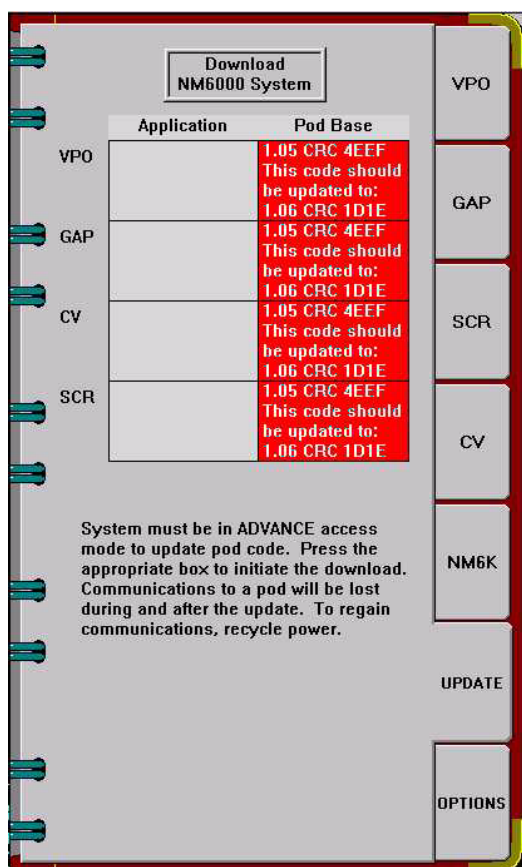 Download
NM6000 System
Application Pod Base
VPO
1.05 CRC 4EEF
This code should
be updated to:
1.06 CRC 1D1E
GAP
1.05 CRC 4EEF
This code should
be updated to:
1.06 CRC 1D1E
CV
1.05 CRC 4EEF
This code should
be updated to:
1.06 CRC 1D1E
SCR
1.05 CRC 4EEF
This code should
be updated to:
1.06 CRC 1D1E
System must be in ADVANCE access
mode to update pod code. Press the
appropriate box to initiate the download.
Communications to a pod will be lost
during and after the update. To regain
communications, recycle power.
VPO
GAP
SCR
CV
NM6K
UPDATE
OPTIONS